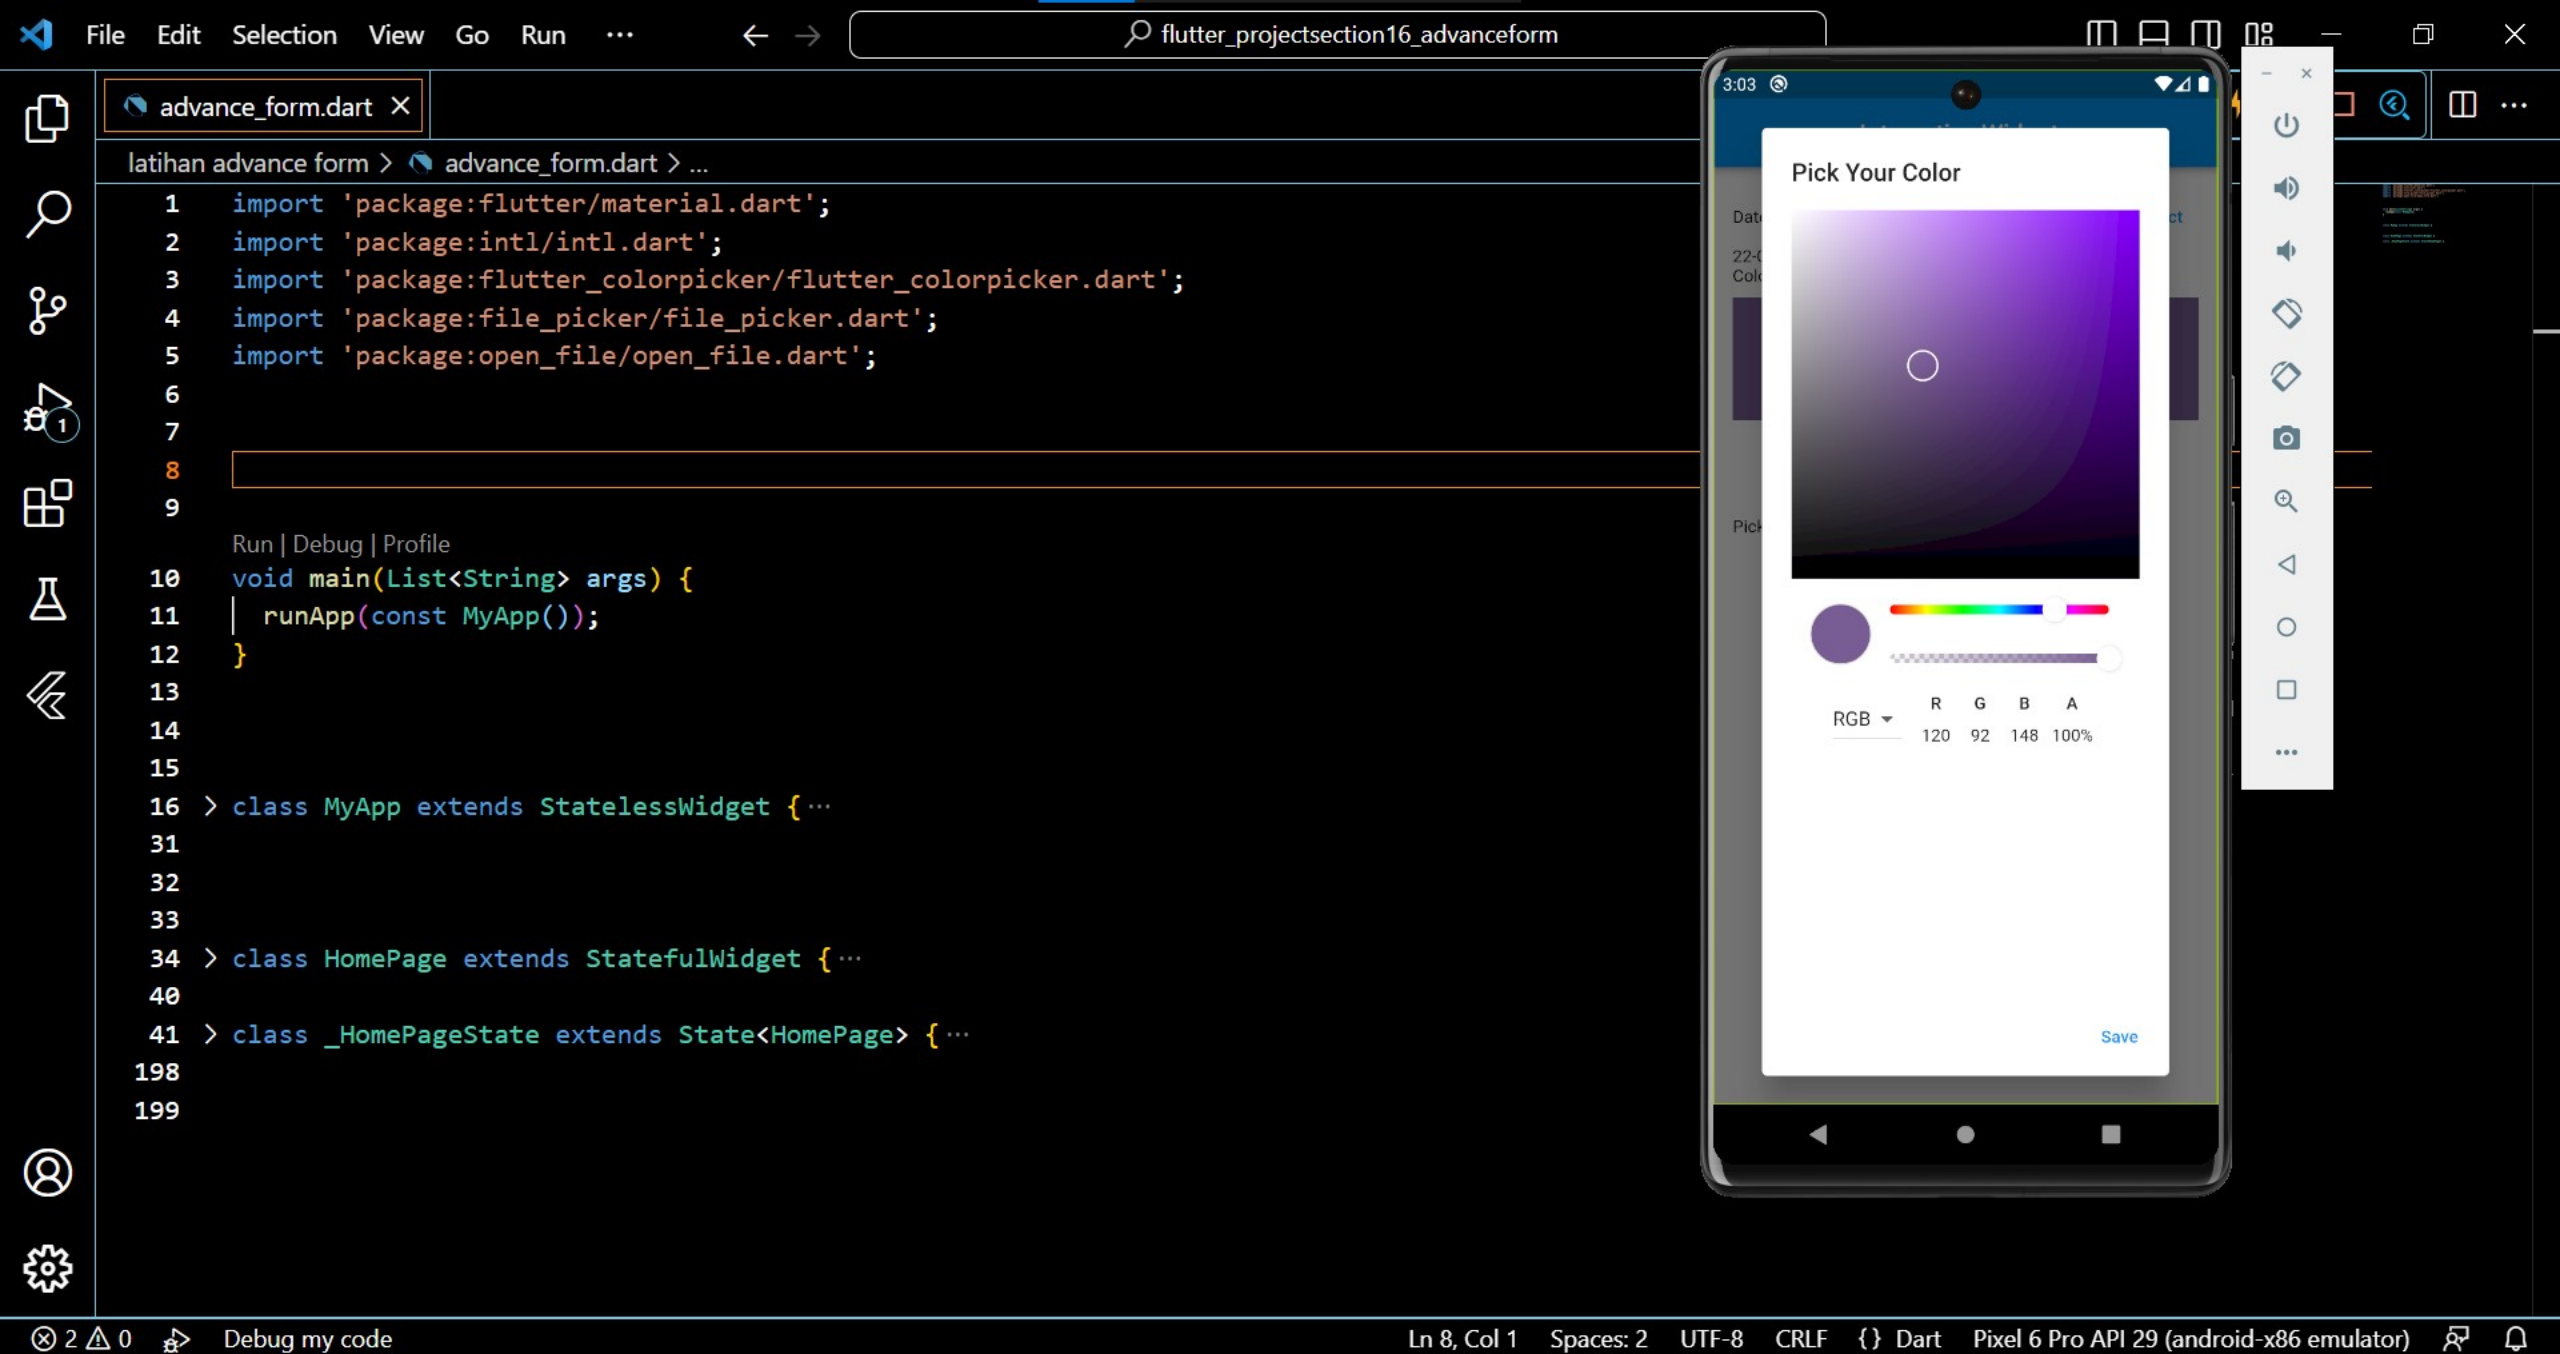 File Edit Selection View Go Run ···
flutter_projectsection16_advanceform
advance_form.dart
latihan advance form > advance_form.dart > ...
1 import 'package:flutter/material.dart';
2 import 'package:intl/intl.dart';
3 import 'package:flutter_colorpicker/flutter_colorpicker.dart';
4 import 'package:file_picker/file_picker.dart';
5 import 'package:open_file/open_file.dart';
6
7
8
9
Run | Debug | Profile
10 void main(List<String> args) {
11 runApp(const MyApp());
12 }
13
14
15
16 > class MyApp extends StatelessWidget { ···
31
32
33
34 > class HomePage extends StatefulWidget { ···
40
41 > class _HomePageState extends State<HomePage> { ···
198
199
1
3:03
Pick Your Color
R G B A
RGB 120 92 148 100%
Save
2 0 Debug my code
Ln 8, Col 1 Spaces: 2 UTF-8 CRLF {} Dart Pixel 6 Pro API 29 (android-x86 emulator)